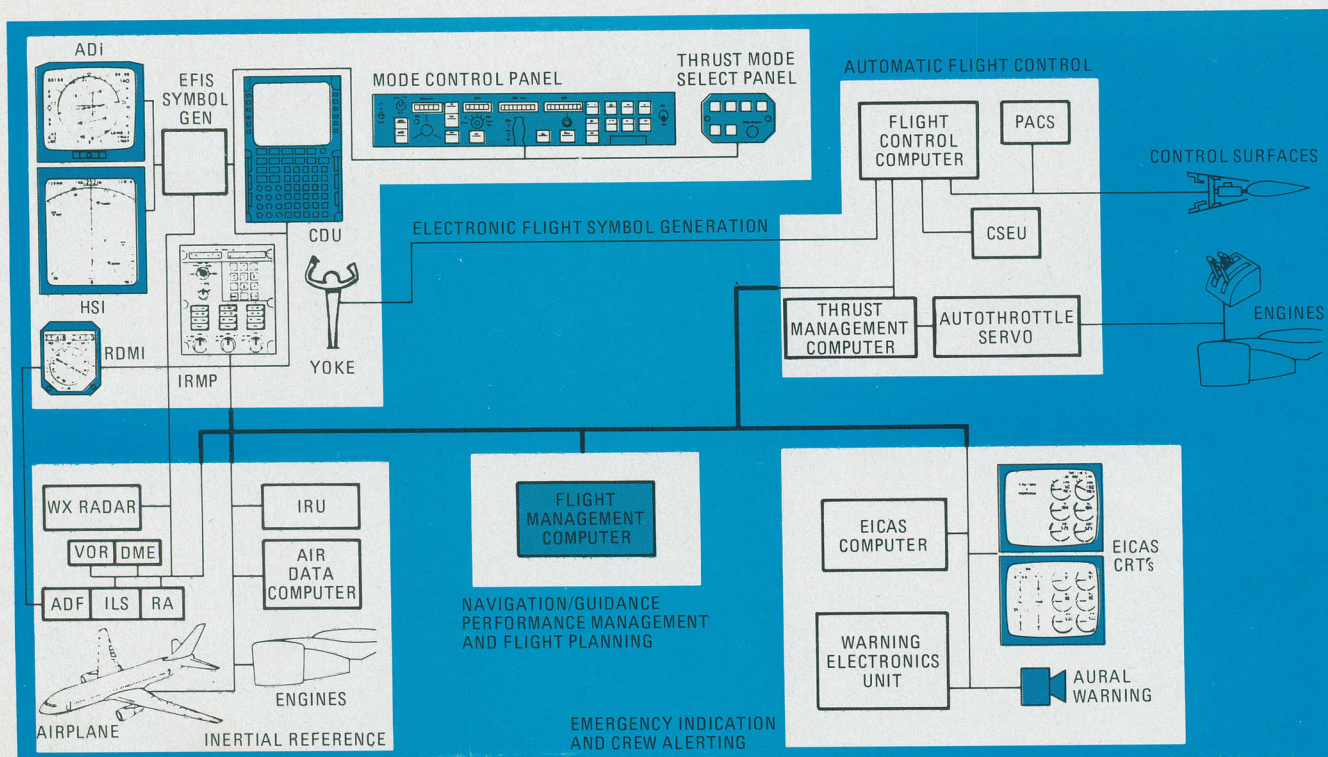 ADi
EFIS
SYMBOL
GEN
MODE CONTROL PANEL
THRUST MODE
SELECT PANEL
HSI
CDU
RDMI
IRMP
YOKE
ELECTRONIC FLIGHT SYMBOL GENERATION
AUTOMATIC FLIGHT CONTROL
FLIGHT
CONTROL
COMPUTER
PACS
CONTROL SURFACES
CSEU
THRUST
MANAGEMENT
COMPUTER
AUTOTHROTTLE
SERVO
ENGINES
WX RADAR
VOR
DME
ADF
ILS
RA
IRU
AIR
DATA
COMPUTER
ENGINES
AIRPLANE
INERTIAL REFERENCE
FLIGHT
MANAGEMENT
COMPUTER
NAVIGATION/GUIDANCE
PERFORMANCE MANAGEMENT
AND FLIGHT PLANNING
EICAS
COMPUTER
EICAS
CRT's
WARNING
ELECTRONICS
UNIT
AURAL
WARNING
EMERGENCY INDICATION
AND CREW ALERTING